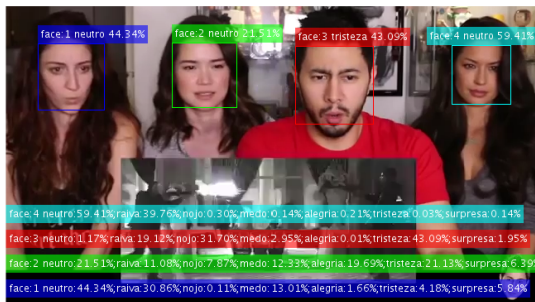 face:1 neutro 44.34%
face:2 neutro 21.51%
face:3 tristeza 43.09%
face:4 neutro 59.41%
face:4 neutro:59.41%;raiva:39.76%;nojo:0.30%;medo:0.14%;alegria:0.21%;tristeza:0.03%;surpresa:0.14%
face:3 neutro:1.17%;raiva:19.12%;nojo:31.70%;medo:2.95%;alegria:0.01%;tristeza:43.09%;surpresa:1.95%
face:2 neutro:21.51%;raiva:11.08%;nojo:7.87%;medo:12.33%;alegria:19.69%;tristeza:21.13%;surpresa:6.39%
face:1 neutro:44.34%;raiva:30.86%;nojo:0.11%;medo:13.01%;alegria:1.66%;tristeza:4.18%;surpresa:5.84%